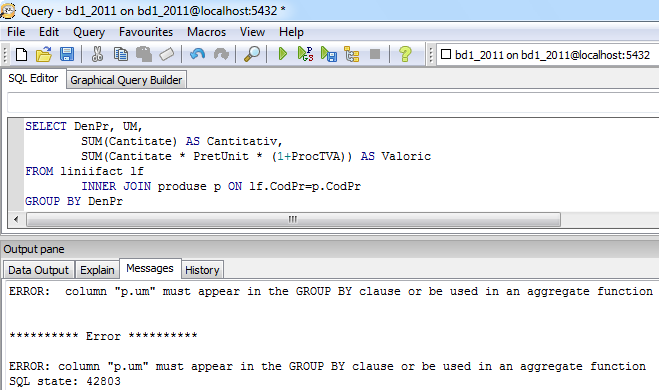 Query - bd1_2011 on bd1_2011@localhost:5432 *
File Edit Query Favourites Macros View Help
bd1_2011 on bd1_2011@localhost:5432
SQL Editor Graphical Query Builder
SELECT DenPr, UM,
SUM(Cantitate) AS Cantitativ,
SUM(Cantitate * PretUnit * (1+ProcTVA)) AS Valoric
FROM liniifact lf
INNER JOIN produse p ON lf.CodPr=p.CodPr
GROUP BY DenPr
Output pane
Data Output Explain Messages History
ERROR: column "p.um" must appear in the GROUP BY clause or be used in an aggregate function
********** Error **********
ERROR: column "p.um" must appear in the GROUP BY clause or be used in an aggregate function
SQL state: 42803